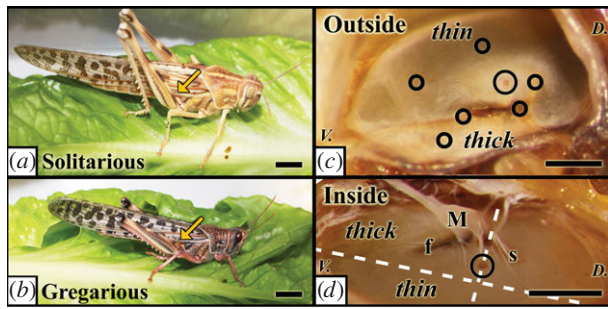 (a) Solitarious
(b) Gregarious
Outside
D.
thin
V.
thick
(c)
Inside
M
thick
f
s
V.
D.
thin
(d)